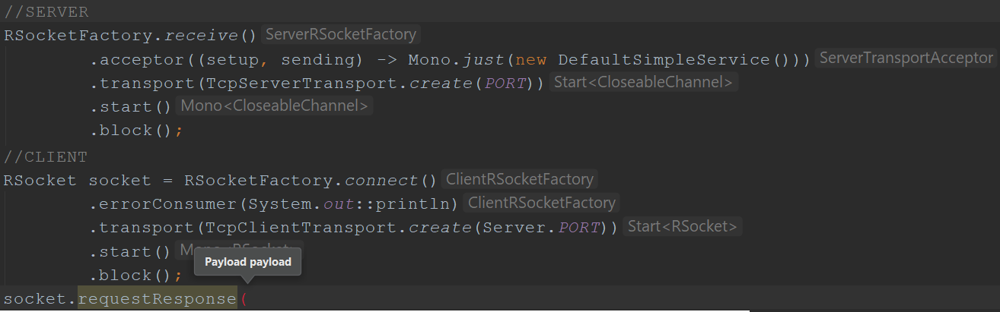 //SERVER
RSocketFactory.receive() ServerRSocketFactory
.acceptor((setup, sending) -> Mono.just(new DefaultSimpleService())) ServerTransportAcceptor
.transport(TcpServerTransport.create(PORT)) Start<CloseableChannel>
.start() Mono<CloseableChannel>
.block();
//CLIENT
RSocket socket = RSocketFactory.connect() ClientRSocketFactory
.errorConsumer(System.out::println) ClientRSocketFactory
.transport(TcpClientTransport.create(Server.PORT)) Start<RSocket>
.start() Mono<RSocket>
Payload payload
.block();
socket.requestResponse(